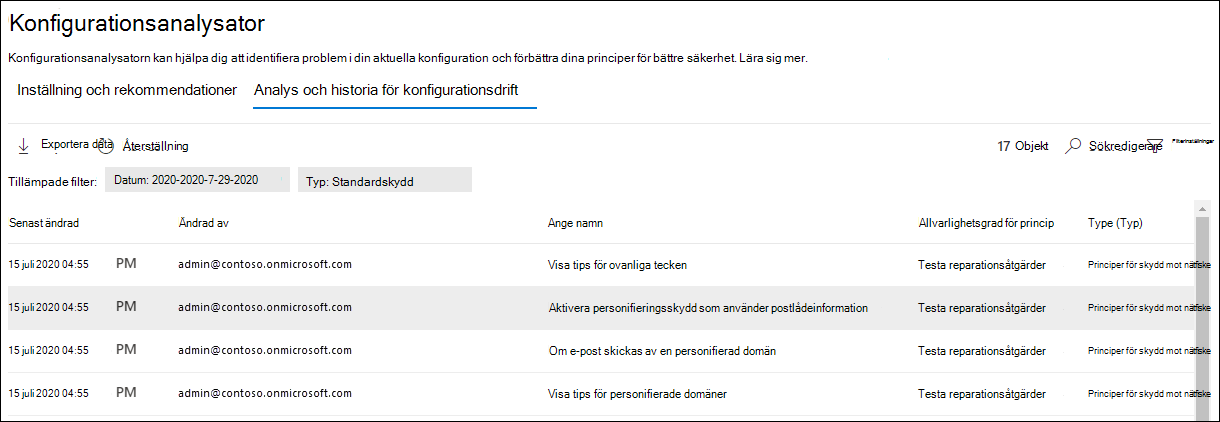 Konfigurationsanalysator
Konfigurationsanalysatorn kan hjälpa dig att identifiera problem i din aktuella konfiguration och förbättra dina principer för bättre säkerhet. Lära sig mer.
Inställning och rekommendationer Analys och historia för konfigurationsdrift
Exportera data Återställning 17 Objekt Sökredigerare Filterinställningar
Tillämpade filter: Datum: 2020-2020-7-29-2020 Typ: Standardskydd
Senast ändrad Ändrad av Ange namn Allvarlighetsgrad för princip Type (Typ)
15 juli 2020 04:55 PM admin@contoso.onmicrosoft.com Visa tips för ovanliga tecken Testa reparationsåtgärder Principer för skydd mot nätfiske
15 juli 2020 04:55 PM admin@contoso.onmicrosoft.com Aktivera personifieringsskydd som använder postlådeinformation Testa reparationsåtgärder Principer för skydd mot nätfiske
15 juli 2020 04:55 PM admin@contoso.onmicrosoft.com Om e-post skickas av en personifierad domän Testa reparationsåtgärder Principer för skydd mot nätfiske
15 juli 2020 04:55 PM admin@contoso.onmicrosoft.com Visa tips för personifierade domäner Testa reparationsåtgärder Principer för skydd mot nätfiske